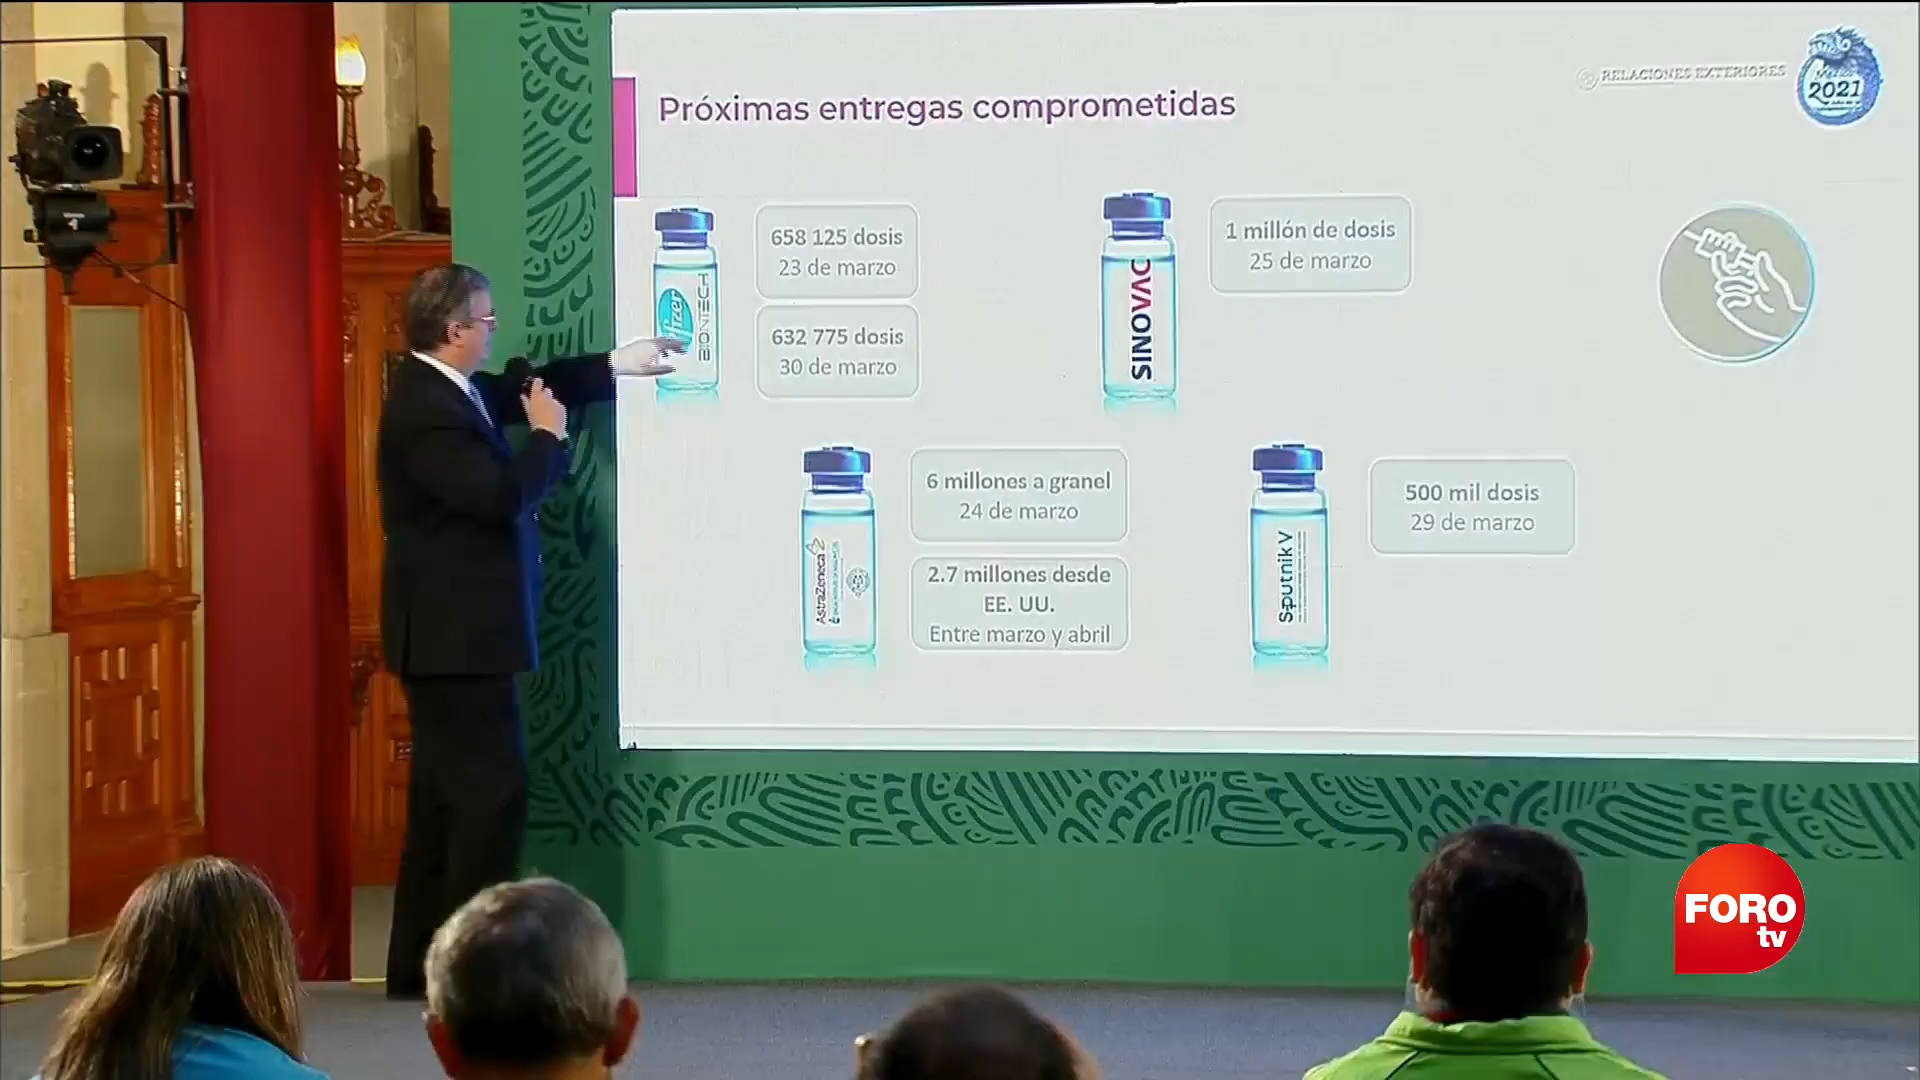 RELACIONES EXTERIORES
México
2021
Próximas entregas comprometidas
Pfizer
BIONTECH
658 125 dosis
23 de marzo
632 775 dosis
30 de marzo
SINOVAC
1 millón de dosis
25 de marzo
AstraZeneca
6 millones a granel
24 de marzo
2.7 millones desde
EE. UU.
Entre marzo y abril
Sputnik V
500 mil dosis
29 de marzo
4
FORO
tv